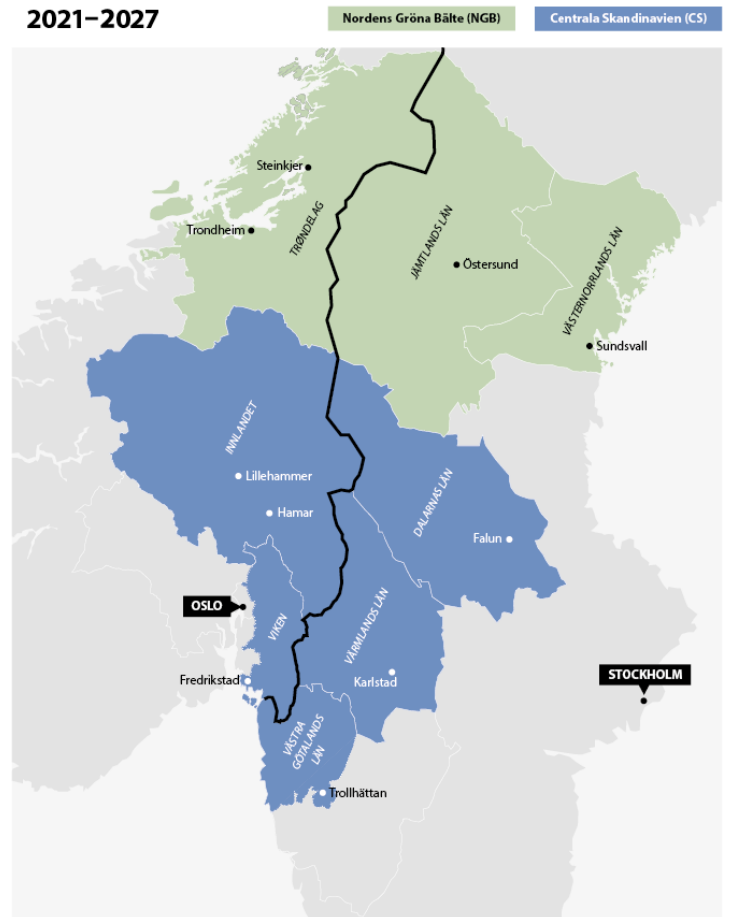 2021–2027
Nordens Gröna Bälte (NGB)
Centrala Skandinavien (CS)
Steinkjer
Trondheim
TRØNDELAG
JÄMTLANDS LÄN
Östersund
VÄSTERNORRLANDS LÄN
Sundsvall
INNLANDET
Lillehammer
Hamar
DALARNAS LÄN
Falun
OSLO
VIKEN
VÄRMLANDS LÄN
Fredrikstad
Karlstad
STOCKHOLM
VÄSTRA
GÖTALANDS
LÄN
Trollhättan